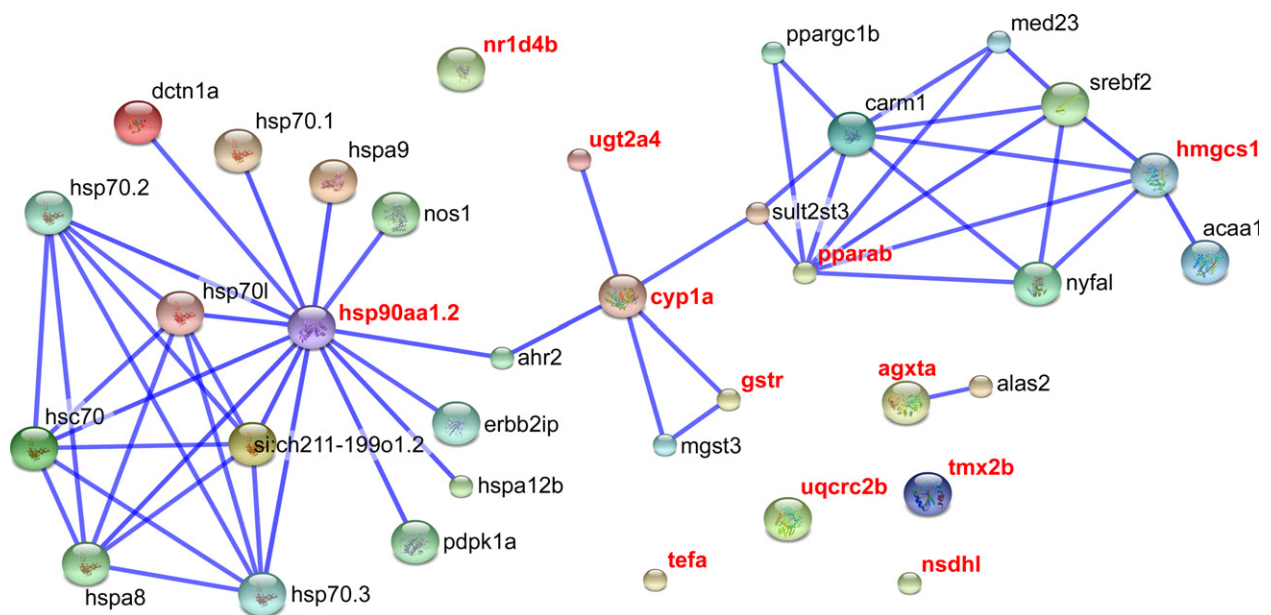 nr1d4b
ppargc1b
med23
dctn1a
srebf2
carm1
hsp70.1
ugt2a4
hmgcs1
hspa9
hsp70.2
nos1
sult2st3
acaa1
pparab
hsp70l
nyfal
hsp90aa1.2
cyp1a
ahr2
agxta
alas2
gstr
hsc70
erbb2ip
si:ch211-199o1.2
mgst3
tmx2b
uqcrc2b
hspa12b
pdpk1a
tefa
nsdhl
hspa8
hsp70.3